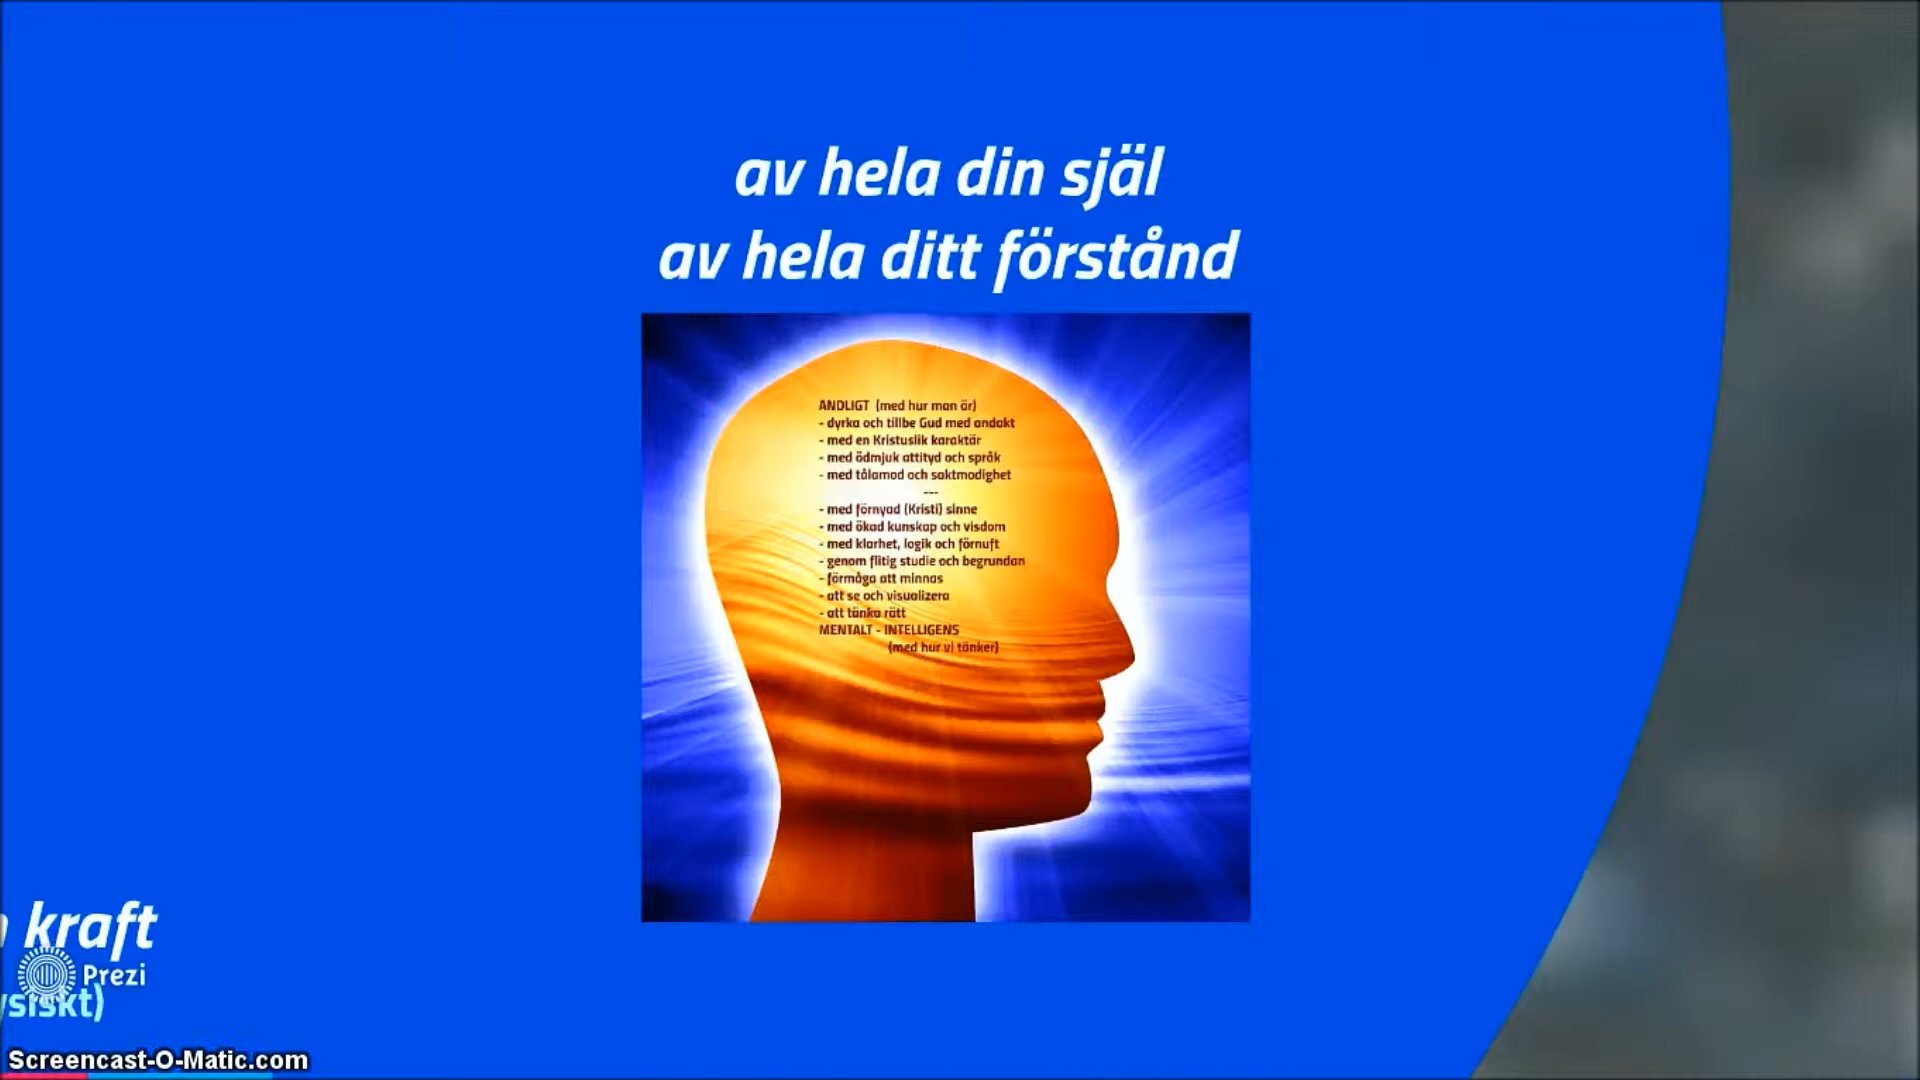 av hela din själ
av hela ditt förstånd
ANDLIGT (med hur man är)
- dyrka och tillbe Gud med andakt
- med en Kristuslik karaktär
- med ödmjuk attityd och språk
- med tålamod och saktmodighet
---
- med förnyad (Kristi) sinne
- med ökad kunskap och visdom
- med klarhet, logik och förnuft
- genom flitig studie och begrundan
- förmåga att minnas
- att se och visualizera
- att tänka rätt
MENTALT - INTELLIGENS
(med hur vi tänker)
kraft
Prezi
ysiskt)
Screencast-O-Matic.com